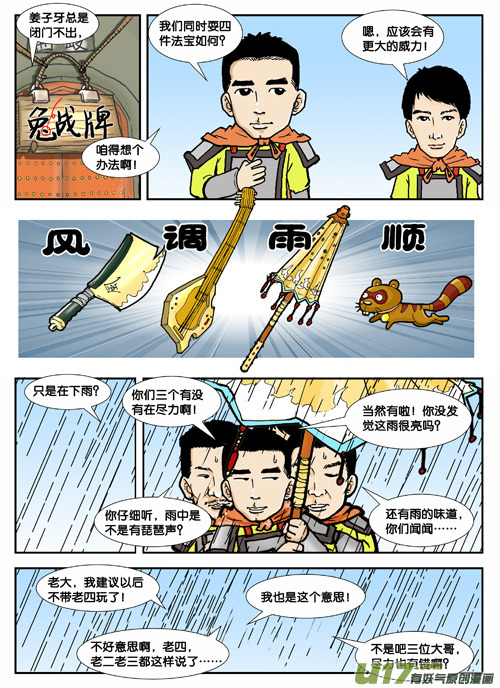 姜子牙总是
闭门不出，
兔战牌
咱得想个
办法啊！
我们同时耍四
件法宝如何？
嗯，应该会有
更大的威力！
风调雨顺
只是在下雨？
你们三个有没
有在尽力啊！
当然有啦！你没发
觉这雨很亮吗？
你仔细听，雨中是
不是有琵琶声？
还有雨的味道，
你们闻闻……
老大，我建议以后
不带老四玩了！
我也是这个意思！
不好意思啊，老四，
老二老三都这样说了……
不是吧三位大哥，
尽力也有错啊？
U17.com
有妖气原创漫画